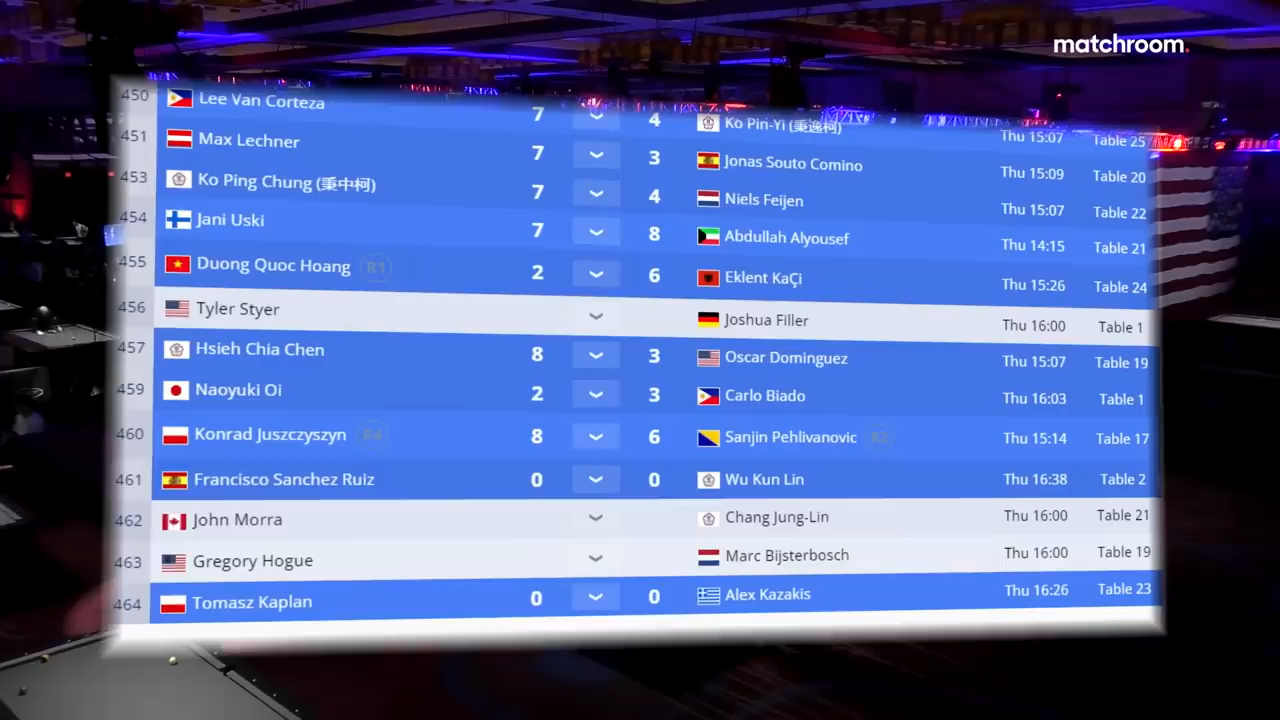 matchroom.
450 Lee Van Corteza 7 4 Ko Pin-Yi (秉逸柯) Thu 15:07 Table 25
451 Max Lechner 7 3 Jonas Souto Comino Thu 15:09 Table 20
453 Ko Ping Chung (秉中柯) 7 4 Niels Feijen Thu 15:07 Table 22
454 Jani Uski 7 8 Abdullah Alyousef Thu 14:15 Table 21
455 Duong Quoc Hoang R1 2 6 Eklent KaÇi Thu 15:26 Table 24
456 Tyler Styer Joshua Filler Thu 16:00 Table 1
457 Hsieh Chia Chen 8 3 Oscar Dominguez Thu 15:07 Table 19
459 Naoyuki Oi 2 3 Carlo Biado Thu 16:03 Table 1
460 Konrad Juszczyszyn 8 6 Sanjin Pehlivanovic Thu 15:14 Table 17
461 Francisco Sanchez Ruiz 0 0 Wu Kun Lin Thu 16:38 Table 2
462 John Morra Chang Jung-Lin Thu 16:00 Table 21
463 Gregory Hogue Marc Bijsterbosch Thu 16:00 Table 19
464 Tomasz Kaplan 0 0 Alex Kazakis Thu 16:26 Table 23